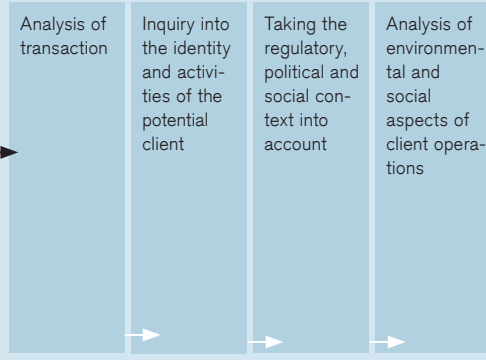 Analysis of
transaction
Inquiry into
the identity
and activi-
ties of the
potential
client
Taking the
regulatory,
political and
social con-
text into
account
Analysis of
environmen-
tal and
social
aspects of
client opera-
tions